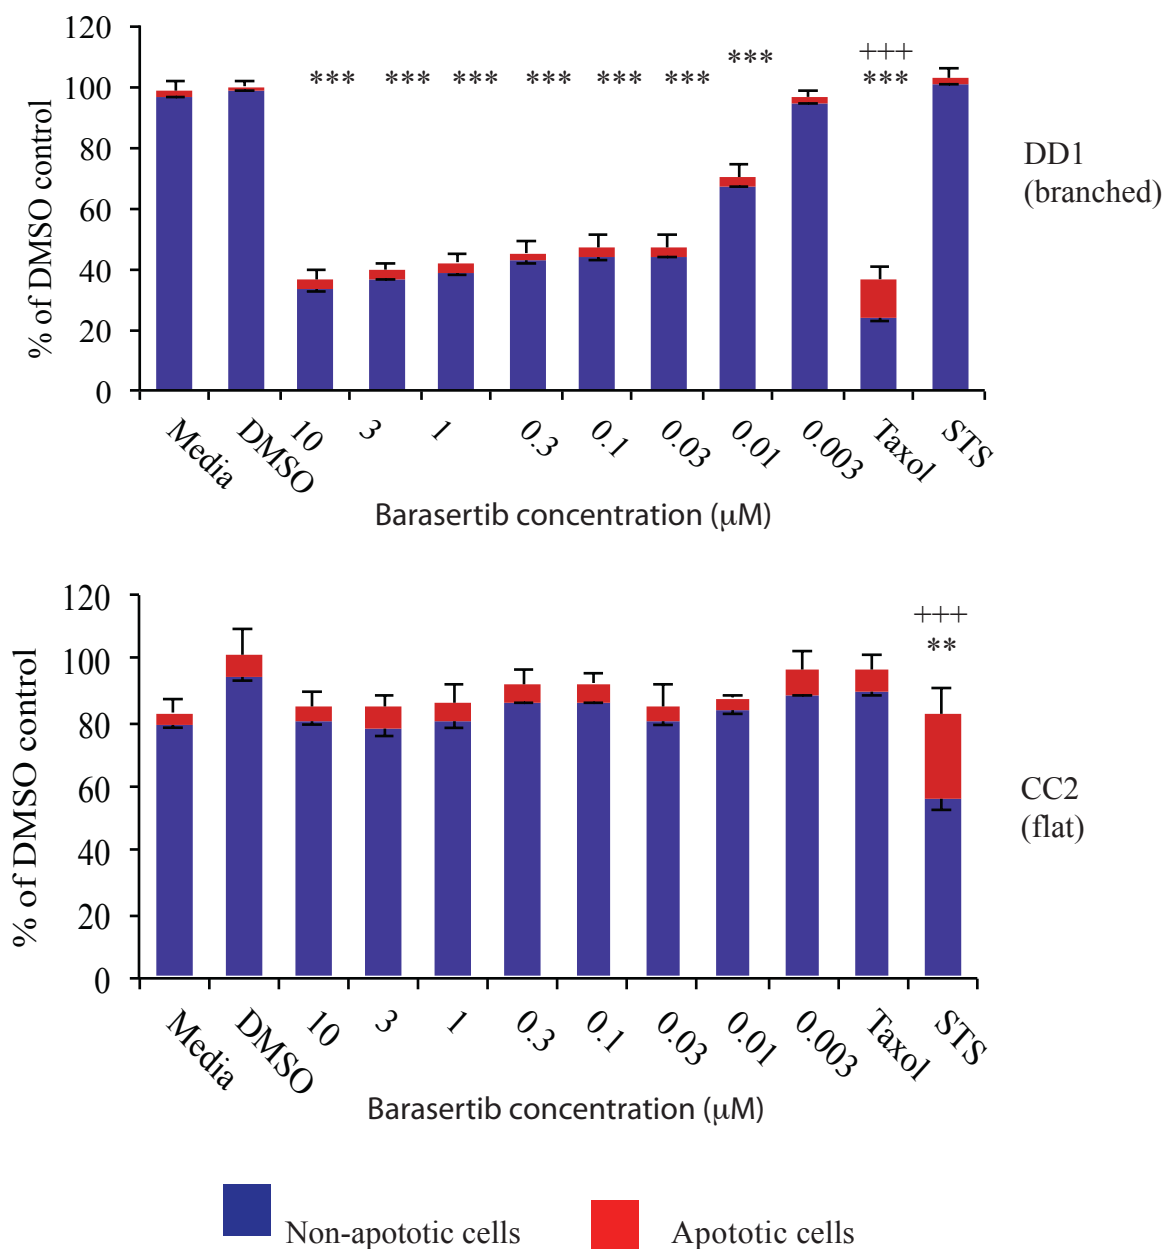 120
100
80
60
40
20
0
% of DMSO control
+++
*** *** *** *** *** *** *** ***
Media DMSO 10 3 1 0.3 0.1 0.03 0.01 0.003 Taxol STS
Barasertib concentration (μM)
DD1
(branched)
120
100
80
60
40
20
0
% of DMSO control
+++
**
Media DMSO 10 3 1 0.3 0.1 0.03 0.01 0.003 Taxol STS
Barasertib concentration (μM)
CC2
(flat)
Non-apototic cells
Apototic cells